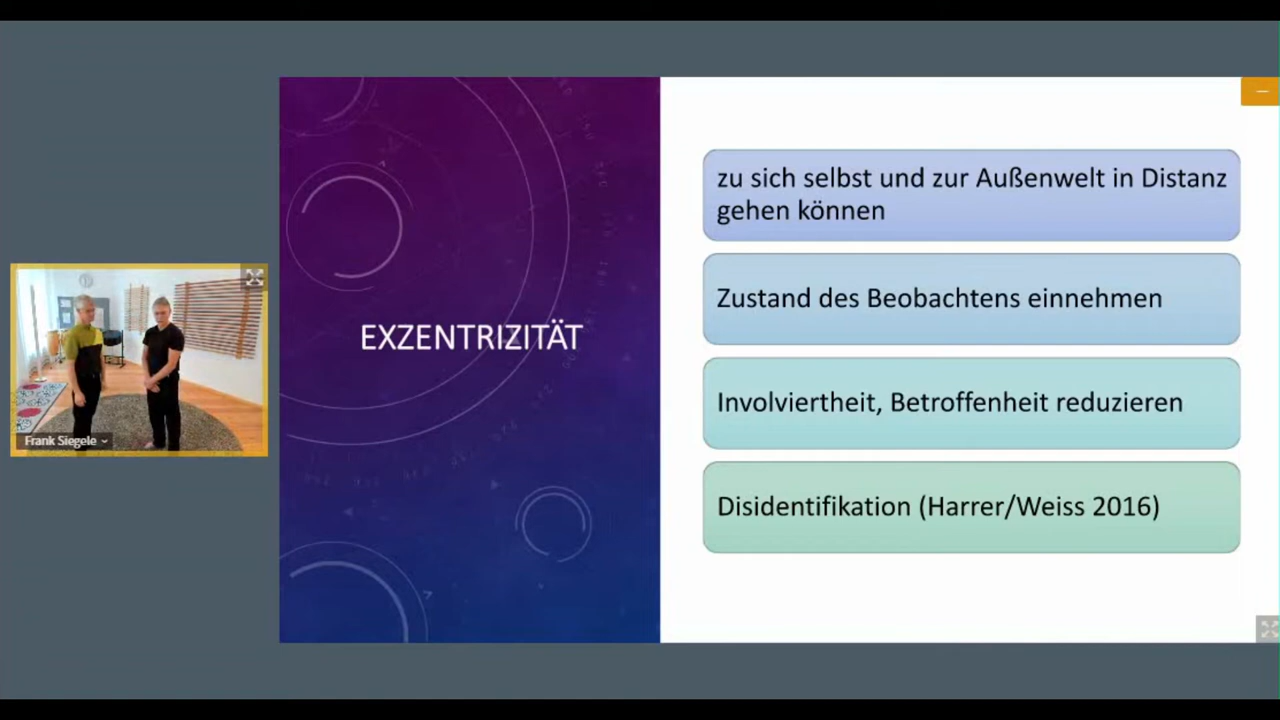 EXZENTRIZITÄT
zu sich selbst und zur Außenwelt in Distanz
gehen können
Zustand des Beobachtens einnehmen
Involviertheit, Betroffenheit reduzieren
Disidentifikation (Harrer/Weiss 2016)
Frank Siegele